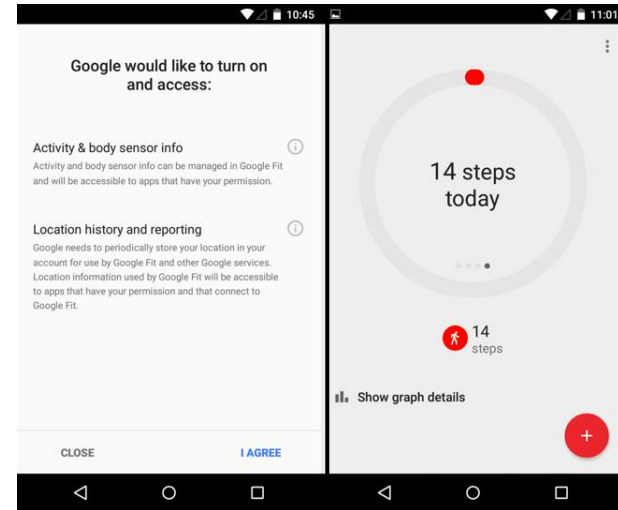 10:45
Google would like to turn on
and access:
Activity & body sensor info
Activity and body sensor info can be managed in Google Fit
and will be accessible to apps that have your permission.
Location history and reporting
Google needs to periodically store your location in your
account for use by Google Fit and other Google services.
Location information used by Google Fit will be accessible
to apps that have your permission and that connect to
Google Fit.
CLOSE
I AGREE
11:01
14 steps
today
14
steps
Show graph details